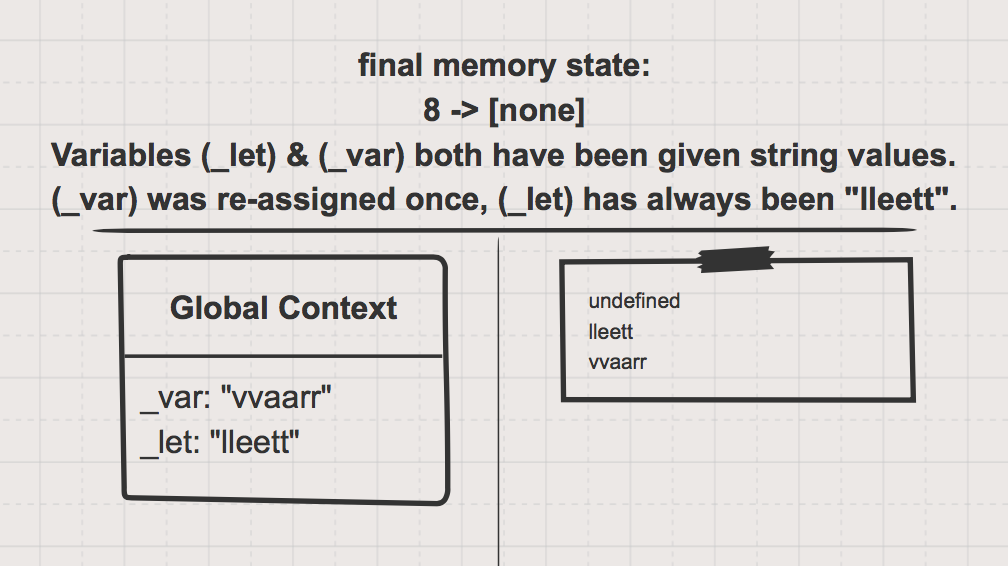 final memory state:
8 -> [none]
Variables (_let) & (_var) both have been given string values.
(_var) was re-assigned once, (_let) has always been "lleett".
Global Context
_var: "vvaarr"
_let: "lleett"
undefined
lleett
vvaarr